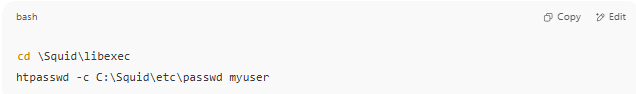 bash
Copy
Edit
cd \Squid\libexec
htpasswd -c C:\Squid\etc\passwd myuser